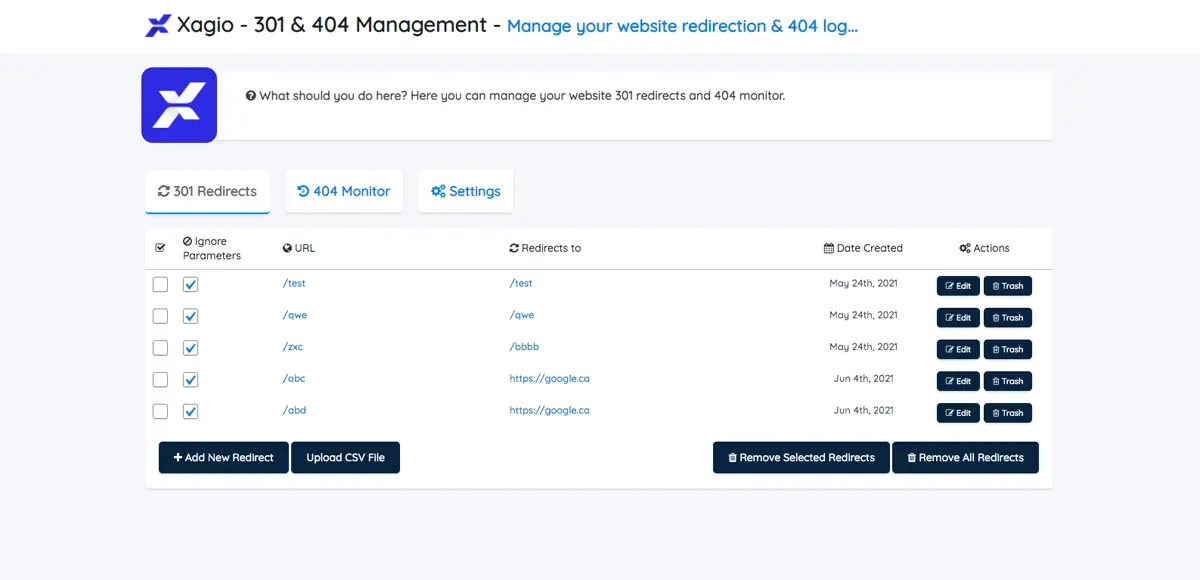 Xagio - 301 & 404 Management - Manage your website redirection & 404 log...
What should you do here? Here you can manage your website 301 redirects and 404 monitor.
301 Redirects 404 Monitor Settings
Ignore Parameters URL Redirects to Date Created Actions
/test /test May 24th, 2021 Edit Trash
/qwe /qwe May 24th, 2021 Edit Trash
/zxc /bbbb May 24th, 2021 Edit Trash
/abc https://google.ca Jun 4th, 2021 Edit Trash
/abd https://google.ca Jun 4th, 2021 Edit Trash
+ Add New Redirect Upload CSV File Remove Selected Redirects Remove All Redirects